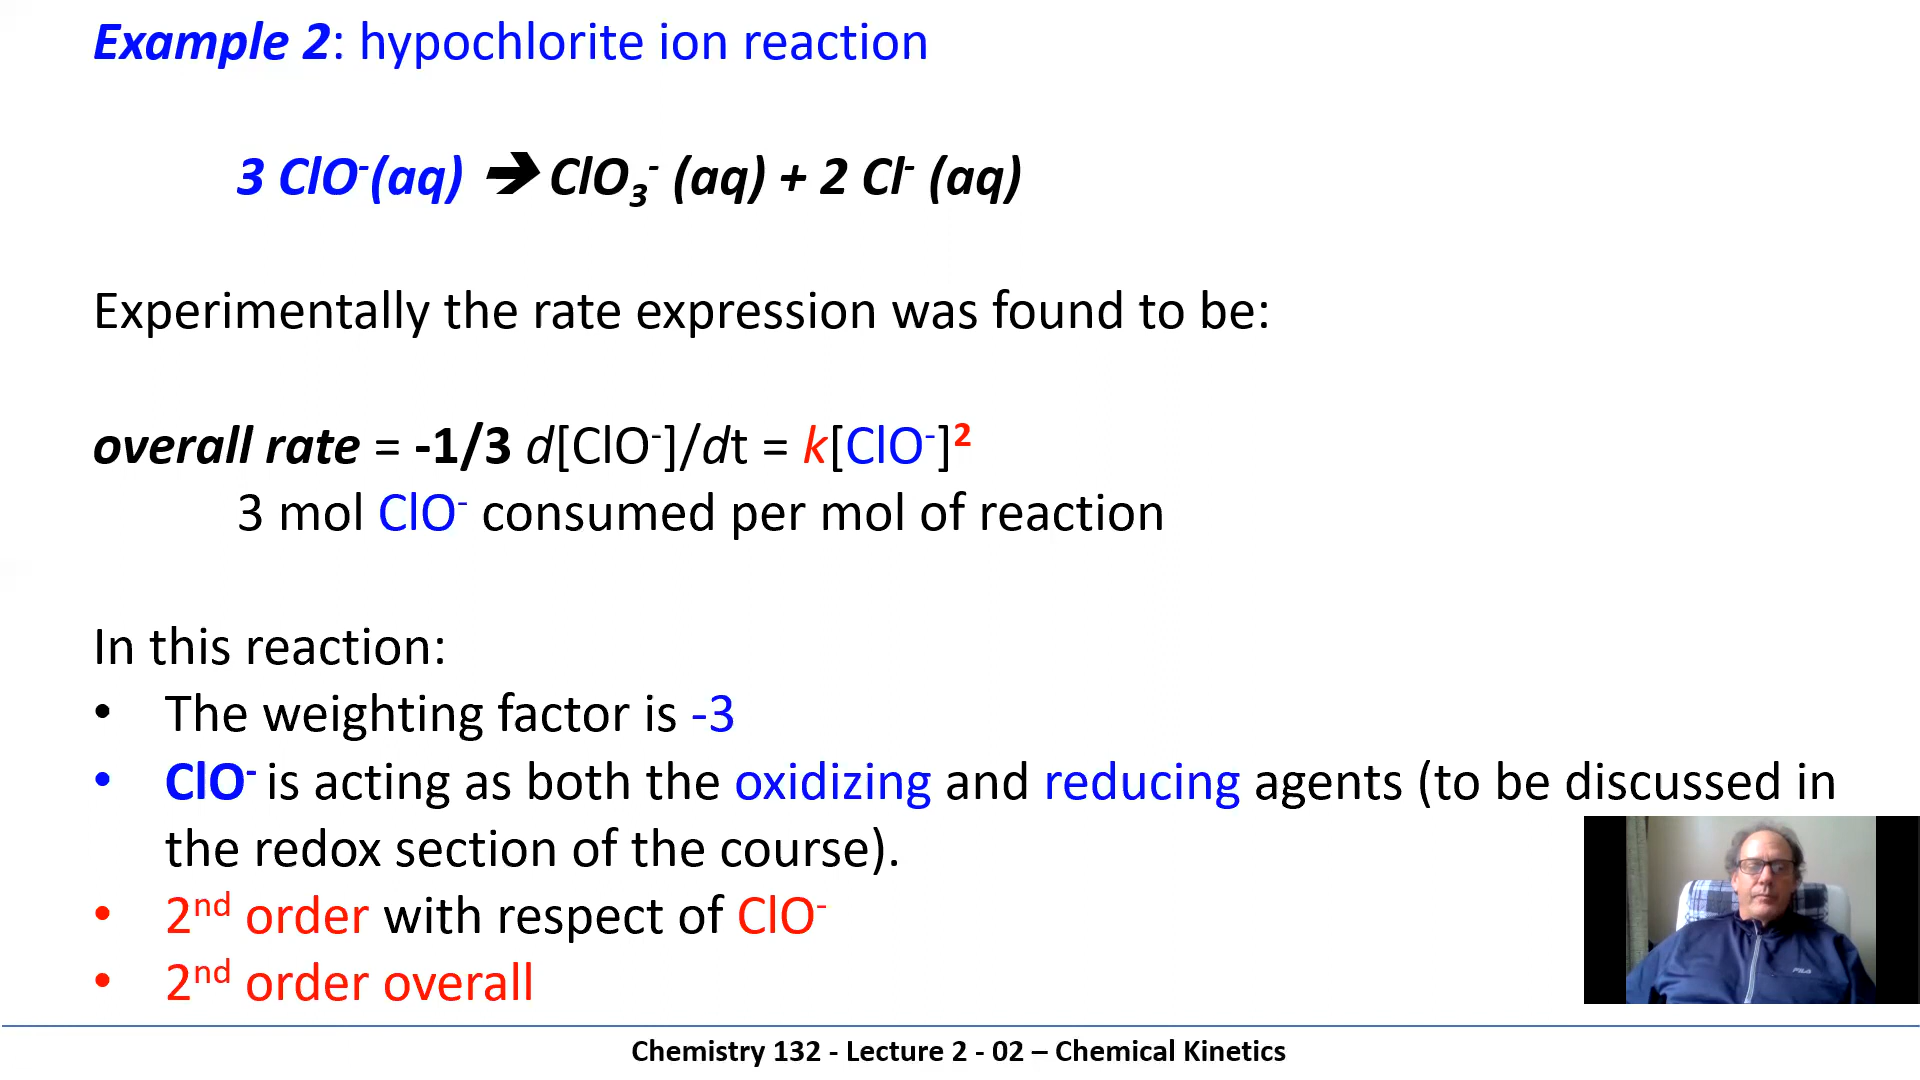 Example 2: hypochlorite ion reaction
3 ClO⁻(aq) ➔ ClO₃⁻ (aq) + 2 Cl⁻ (aq)
Experimentally the rate expression was found to be:
overall rate = -1/3 d[ClO⁻]/dt = k[ClO⁻]²
3 mol ClO⁻ consumed per mol of reaction
In this reaction:
• The weighting factor is -3
• ClO⁻ is acting as both the oxidizing and reducing agents (to be discussed in
the redox section of the course).
• 2ⁿᵈ order with respect of ClO⁻
• 2ⁿᵈ order overall
FILA
Chemistry 132 - Lecture 2 - 02 – Chemical Kinetics